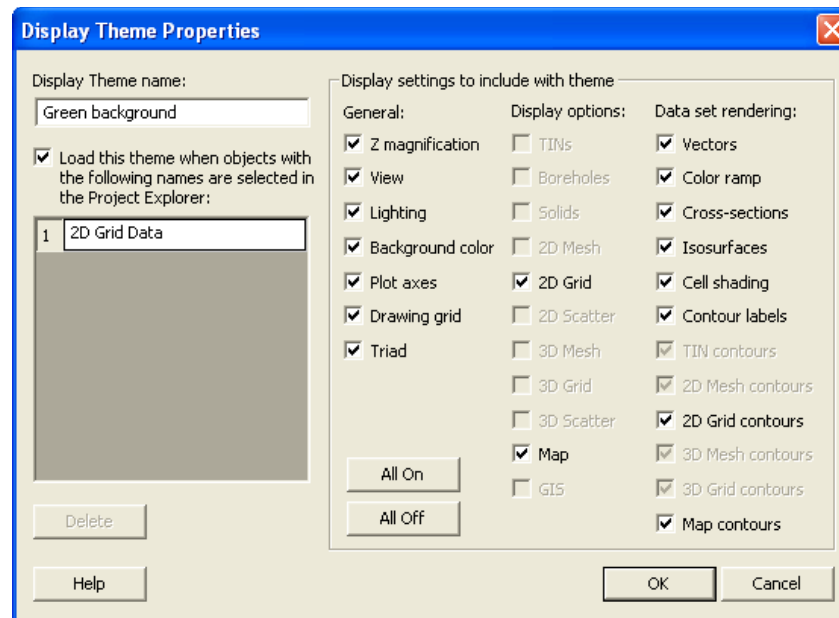 Display Theme Properties
Display Theme name:
Green background
Load this theme when objects with
the following names are selected in
the Project Explorer:
1 2D Grid Data
Delete
Help
Display settings to include with theme
General:
Z magnification
View
Lighting
Background color
Plot axes
Drawing grid
Triad
All On
All Off
Display options:
TINs
Boreholes
Solids
2D Mesh
2D Grid
2D Scatter
3D Mesh
3D Grid
3D Scatter
Map
GIS
Data set rendering:
Vectors
Color ramp
Cross-sections
Isosurfaces
Cell shading
Contour labels
TIN contours
2D Mesh contours
2D Grid contours
3D Mesh contours
3D Grid contours
Map contours
OK
Cancel